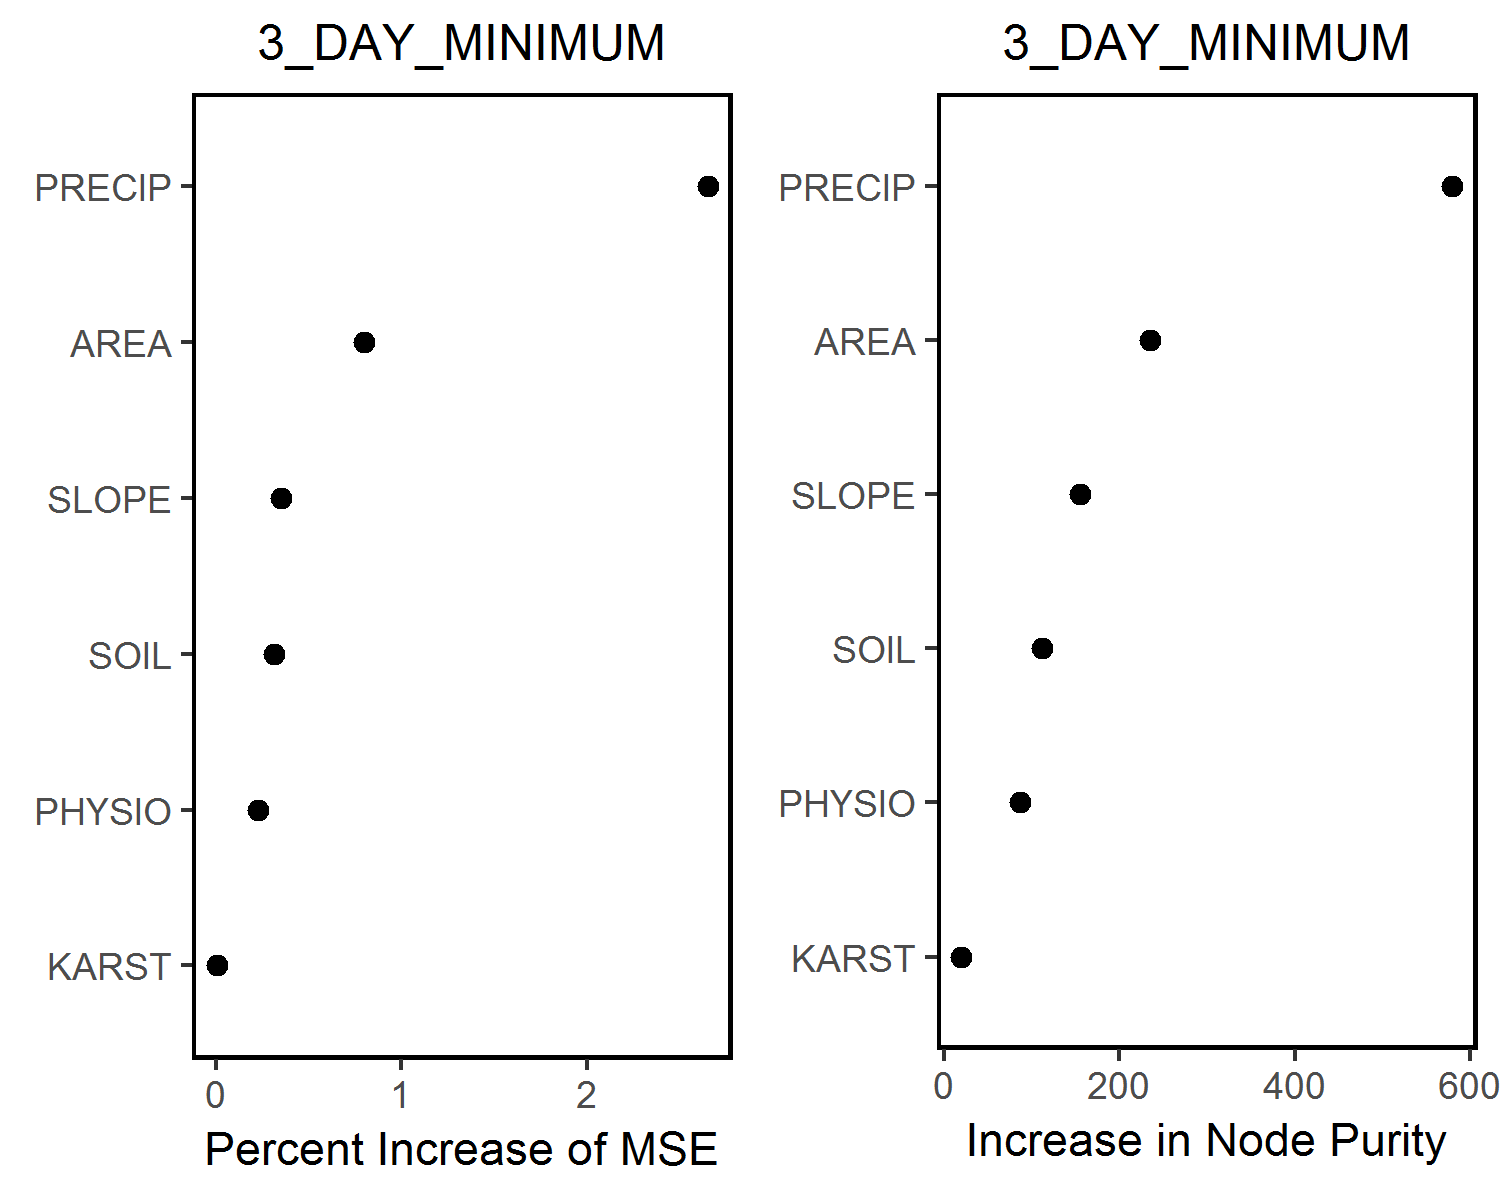 3_DAY_MINIMUM
PRECIP
AREA
SLOPE
SOIL
PHYSIO
KARST
0 1 2
Percent Increase of MSE
3_DAY_MINIMUM
PRECIP
AREA
SLOPE
SOIL
PHYSIO
KARST
0 200 400 600
Increase in Node Purity